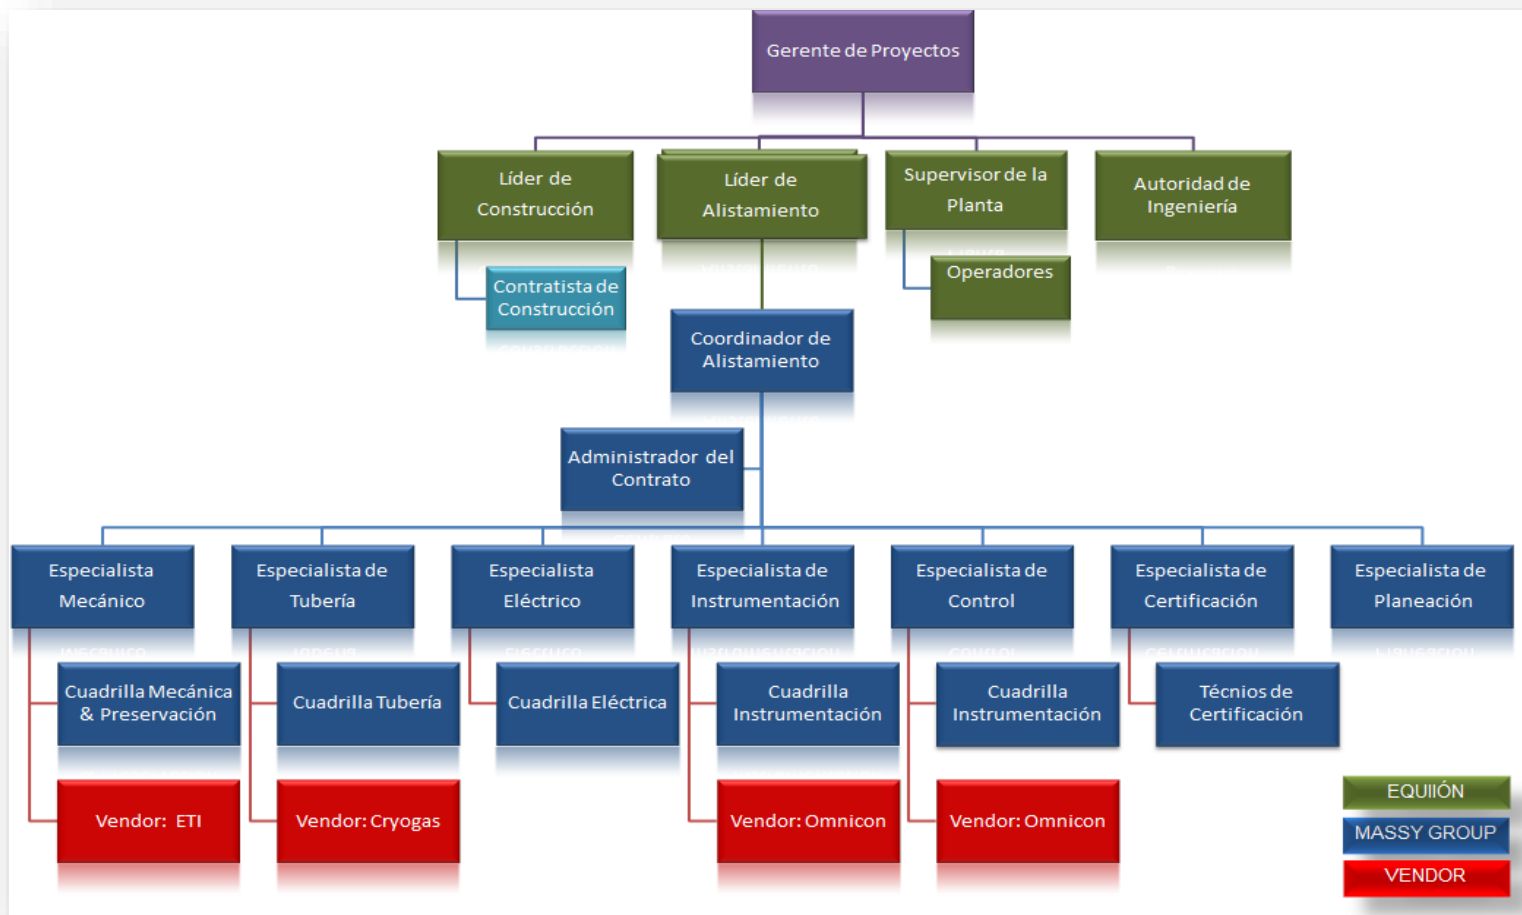 Gerente de Proyectos
Líder de
Construcción
Líder de
Alistamiento
Supervisor de la
Planta
Autoridad de
Ingeniería
Contratista de
Construcción
Operadores
Coordinador de
Alistamiento
Administrador del
Contrato
Especialista
Mecánico
Especialista de
Tubería
Especialista
Eléctrico
Especialista de
Instrumentación
Especialista de
Control
Especialista de
Certificación
Especialista de
Planeación
Cuadrilla Mecánica
& Preservación
Cuadrilla Tubería
Cuadrilla Eléctrica
Cuadrilla
Instrumentación
Cuadrilla
Instrumentación
Técnios de
Certificación
Vendor: ETI
Vendor: Cryogas
Vendor: Omnicon
Vendor: Omnicon
EQUIIÓN
MASSY GROUP
VENDOR